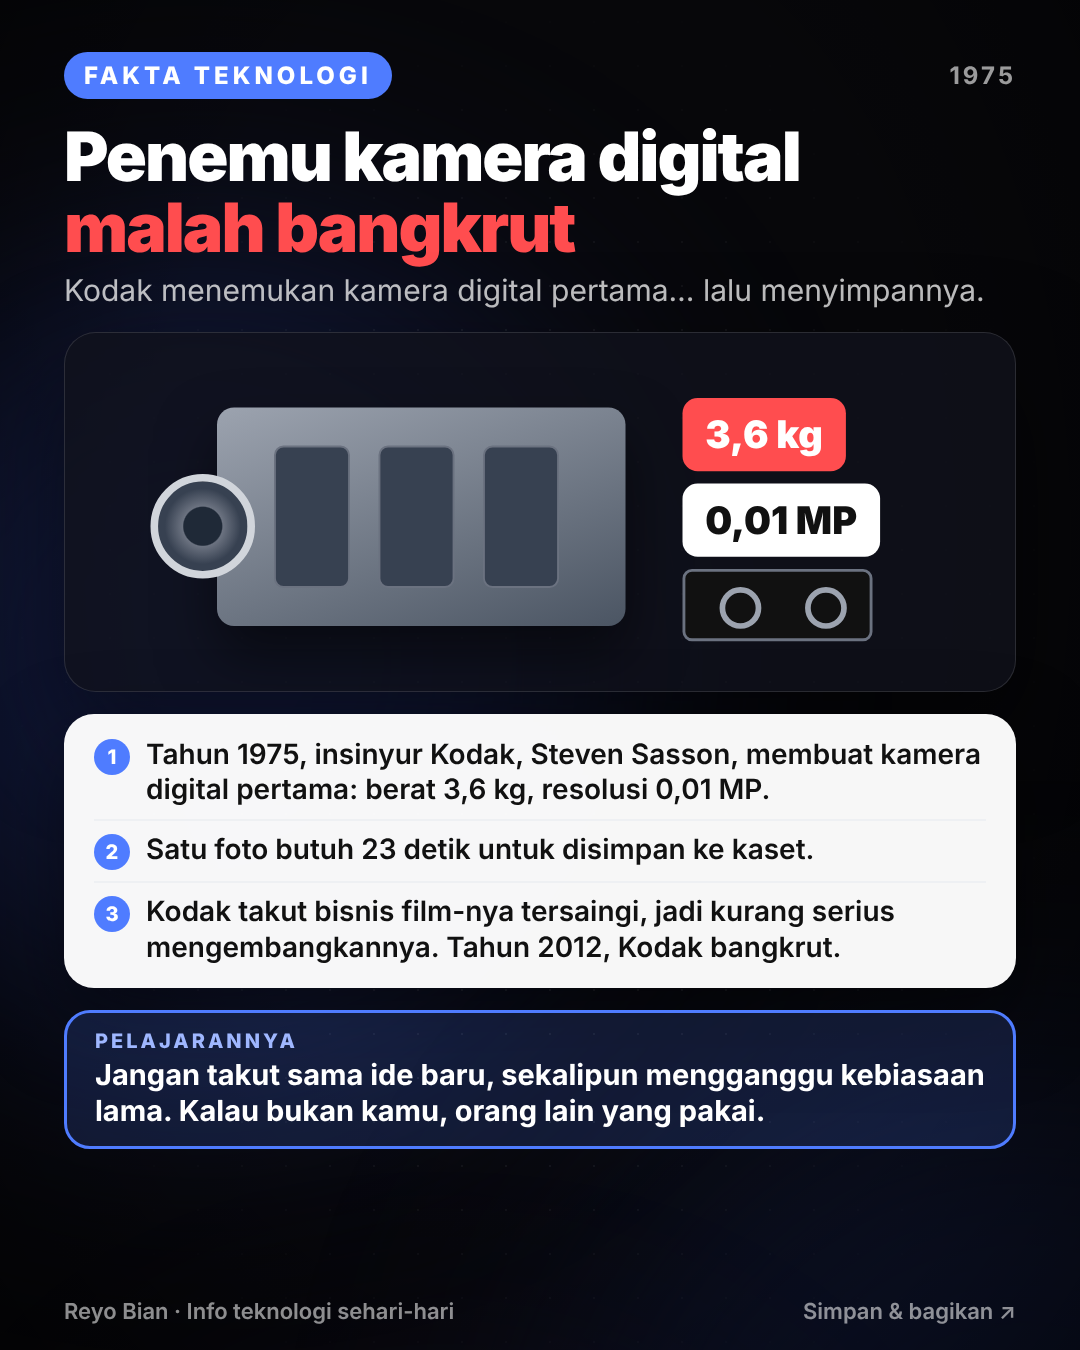 FAKTA TEKNOLOGI
1975
Penemu kamera digital
malah bangkrut
Kodak menemukan kamera digital pertama... lalu menyimpannya.
3,6 kg
0,01 MP
1 Tahun 1975, insinyur Kodak, Steven Sasson, membuat kamera
digital pertama: berat 3,6 kg, resolusi 0,01 MP.
2 Satu foto butuh 23 detik untuk disimpan ke kaset.
3 Kodak takut bisnis film-nya tersaingi, jadi kurang serius
mengembangkannya. Tahun 2012, Kodak bangkrut.
PELAJARANNYA
Jangan takut sama ide baru, sekalipun mengganggu kebiasaan
lama. Kalau bukan kamu, orang lain yang pakai.
Reyo Bian · Info teknologi sehari-hari
Simpan & bagikan ↗